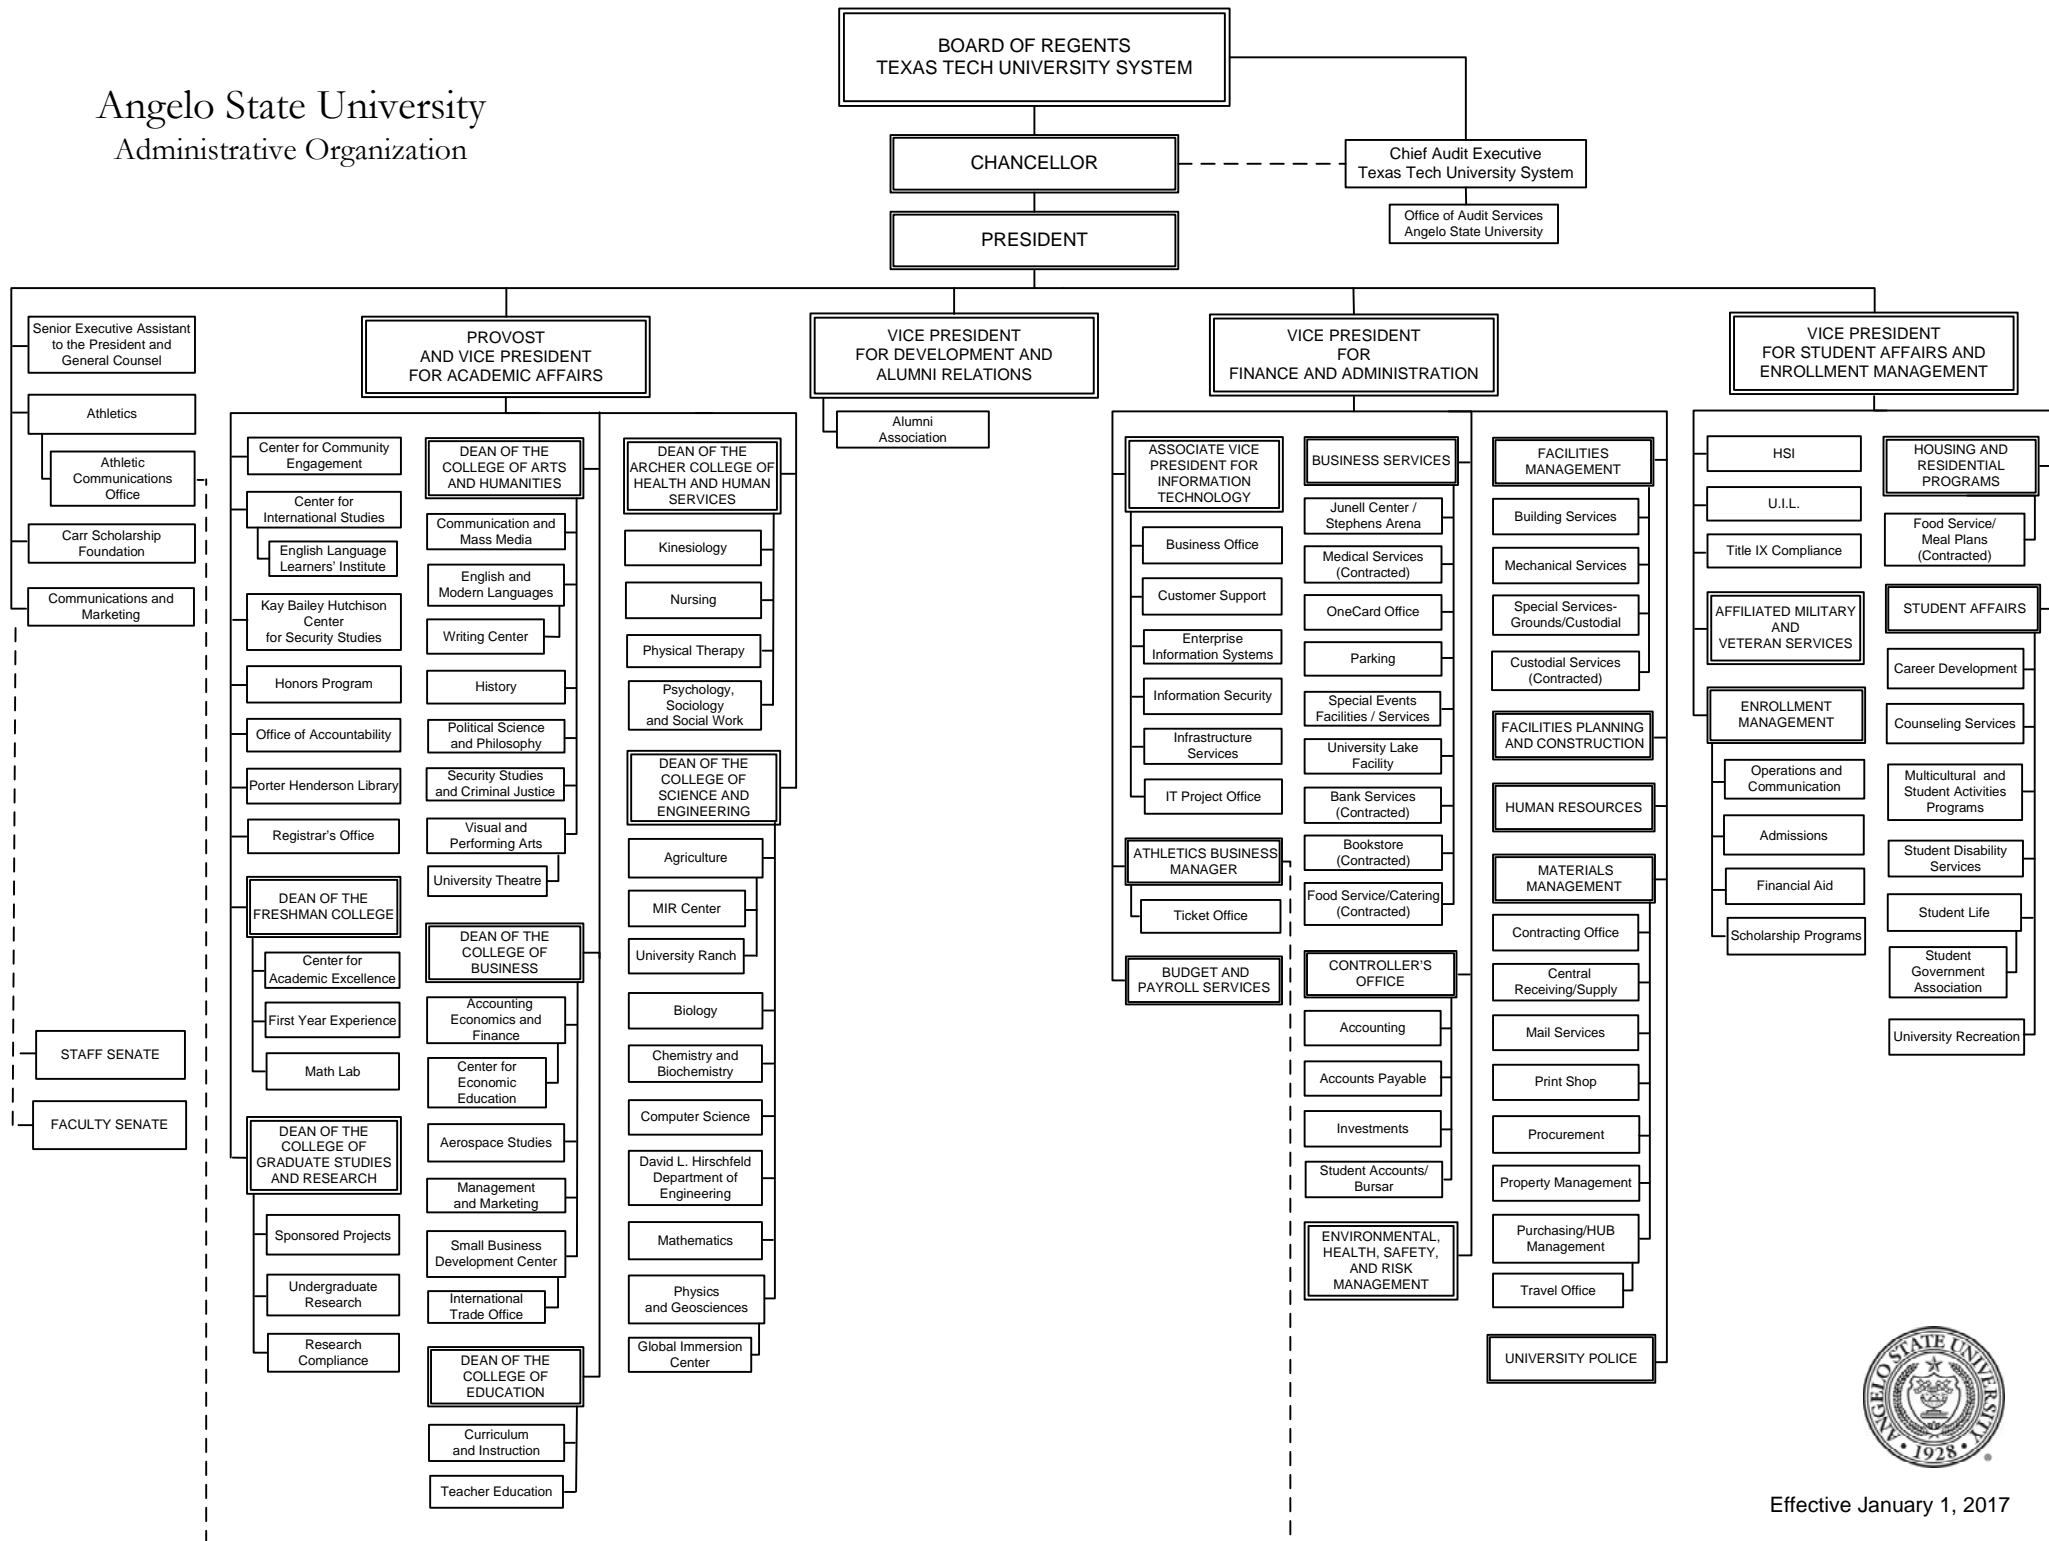 Angelo State University
Administrative Organization
BOARD OF REGENTS
TEXAS TECH UNIVERSITY SYSTEM
CHANCELLOR
Chief Audit Executive
Texas Tech University System
Office of Audit Services
Angelo State University
PRESIDENT
Senior Executive Assistant
to the President and
General Counsel
Athletics
Athletic
Communications
Office
Carr Scholarship
Foundation
Communications and
Marketing
STAFF SENATE
FACULTY SENATE
PROVOST
AND VICE PRESIDENT
FOR ACADEMIC AFFAIRS
Center for Community
Engagement
Center for
International Studies
English Language
Learners' Institute
Kay Bailey Hutchison
Center
for Security Studies
Honors Program
Office of Accountability
Porter Henderson Library
Registrar's Office
DEAN OF THE
FRESHMAN COLLEGE
Center for
Academic Excellence
First Year Experience
Math Lab
DEAN OF THE
COLLEGE OF
GRADUATE STUDIES
AND RESEARCH
Sponsored Projects
Undergraduate
Research
Research
Compliance
DEAN OF THE
COLLEGE OF ARTS
AND HUMANITIES
Communication and
Mass Media
English and
Modern Languages
Writing Center
History
Political Science
and Philosophy
Security Studies
and Criminal Justice
Visual and
Performing Arts
University Theatre
DEAN OF THE
COLLEGE OF
BUSINESS
Accounting
Economics and
Finance
Center for
Economic
Education
Aerospace Studies
Management
and Marketing
Small Business
Development Center
International
Trade Office
DEAN OF THE
COLLEGE OF
EDUCATION
Curriculum
and Instruction
Teacher Education
DEAN OF THE
ARCHER COLLEGE OF
HEALTH AND HUMAN
SERVICES
Kinesiology
Nursing
Physical Therapy
Psychology,
Sociology
and Social Work
DEAN OF THE
COLLEGE OF
SCIENCE AND
ENGINEERING
Agriculture
MIR Center
University Ranch
Biology
Chemistry and
Biochemistry
Computer Science
David L. Hirschfeld
Department of
Engineering
Mathematics
Physics
and Geosciences
Global Immersion
Center
VICE PRESIDENT
FOR DEVELOPMENT AND
ALUMNI RELATIONS
Alumni
Association
VICE PRESIDENT
FOR
FINANCE AND ADMINISTRATION
ASSOCIATE VICE
PRESIDENT FOR
INFORMATION
TECHNOLOGY
Business Office
Customer Support
Enterprise
Information Systems
Information Security
Infrastructure
Services
IT Project Office
ATHLETICS BUSINESS
MANAGER
Ticket Office
BUDGET AND
PAYROLL SERVICES
BUSINESS SERVICES
Junell Center /
Stephens Arena
Medical Services
(Contracted)
OneCard Office
Parking
Special Events
Facilities / Services
University Lake
Facility
Bank Services
(Contracted)
Bookstore
(Contracted)
Food Service/Catering
(Contracted)
CONTROLLER'S
OFFICE
Accounting
Accounts Payable
Investments
Student Accounts/
Bursar
ENVIRONMENTAL,
HEALTH, SAFETY,
AND RISK
MANAGEMENT
FACILITIES
MANAGEMENT
Building Services
Mechanical Services
Special Services-
Grounds/Custodial
Custodial Services
(Contracted)
FACILITIES PLANNING
AND CONSTRUCTION
HUMAN RESOURCES
MATERIALS
MANAGEMENT
Contracting Office
Central
Receiving/Supply
Mail Services
Print Shop
Procurement
Property Management
Purchasing/HUB
Management
Travel Office
UNIVERSITY POLICE
VICE PRESIDENT
FOR STUDENT AFFAIRS AND
ENROLLMENT MANAGEMENT
HSI
U.I.L.
Title IX Compliance
AFFILIATED MILITARY
AND
VETERAN SERVICES
ENROLLMENT
MANAGEMENT
Operations and
Communication
Admissions
Financial Aid
Scholarship Programs
HOUSING AND
RESIDENTIAL
PROGRAMS
Food Service/
Meal Plans
(Contracted)
STUDENT AFFAIRS
Career Development
Counseling Services
Multicultural and
Student Activities
Programs
Student Disability
Services
Student Life
Student
Government
Association
University Recreation
ANGELO STATE UNIVERSITY
• 1928 •
Effective January 1, 2017